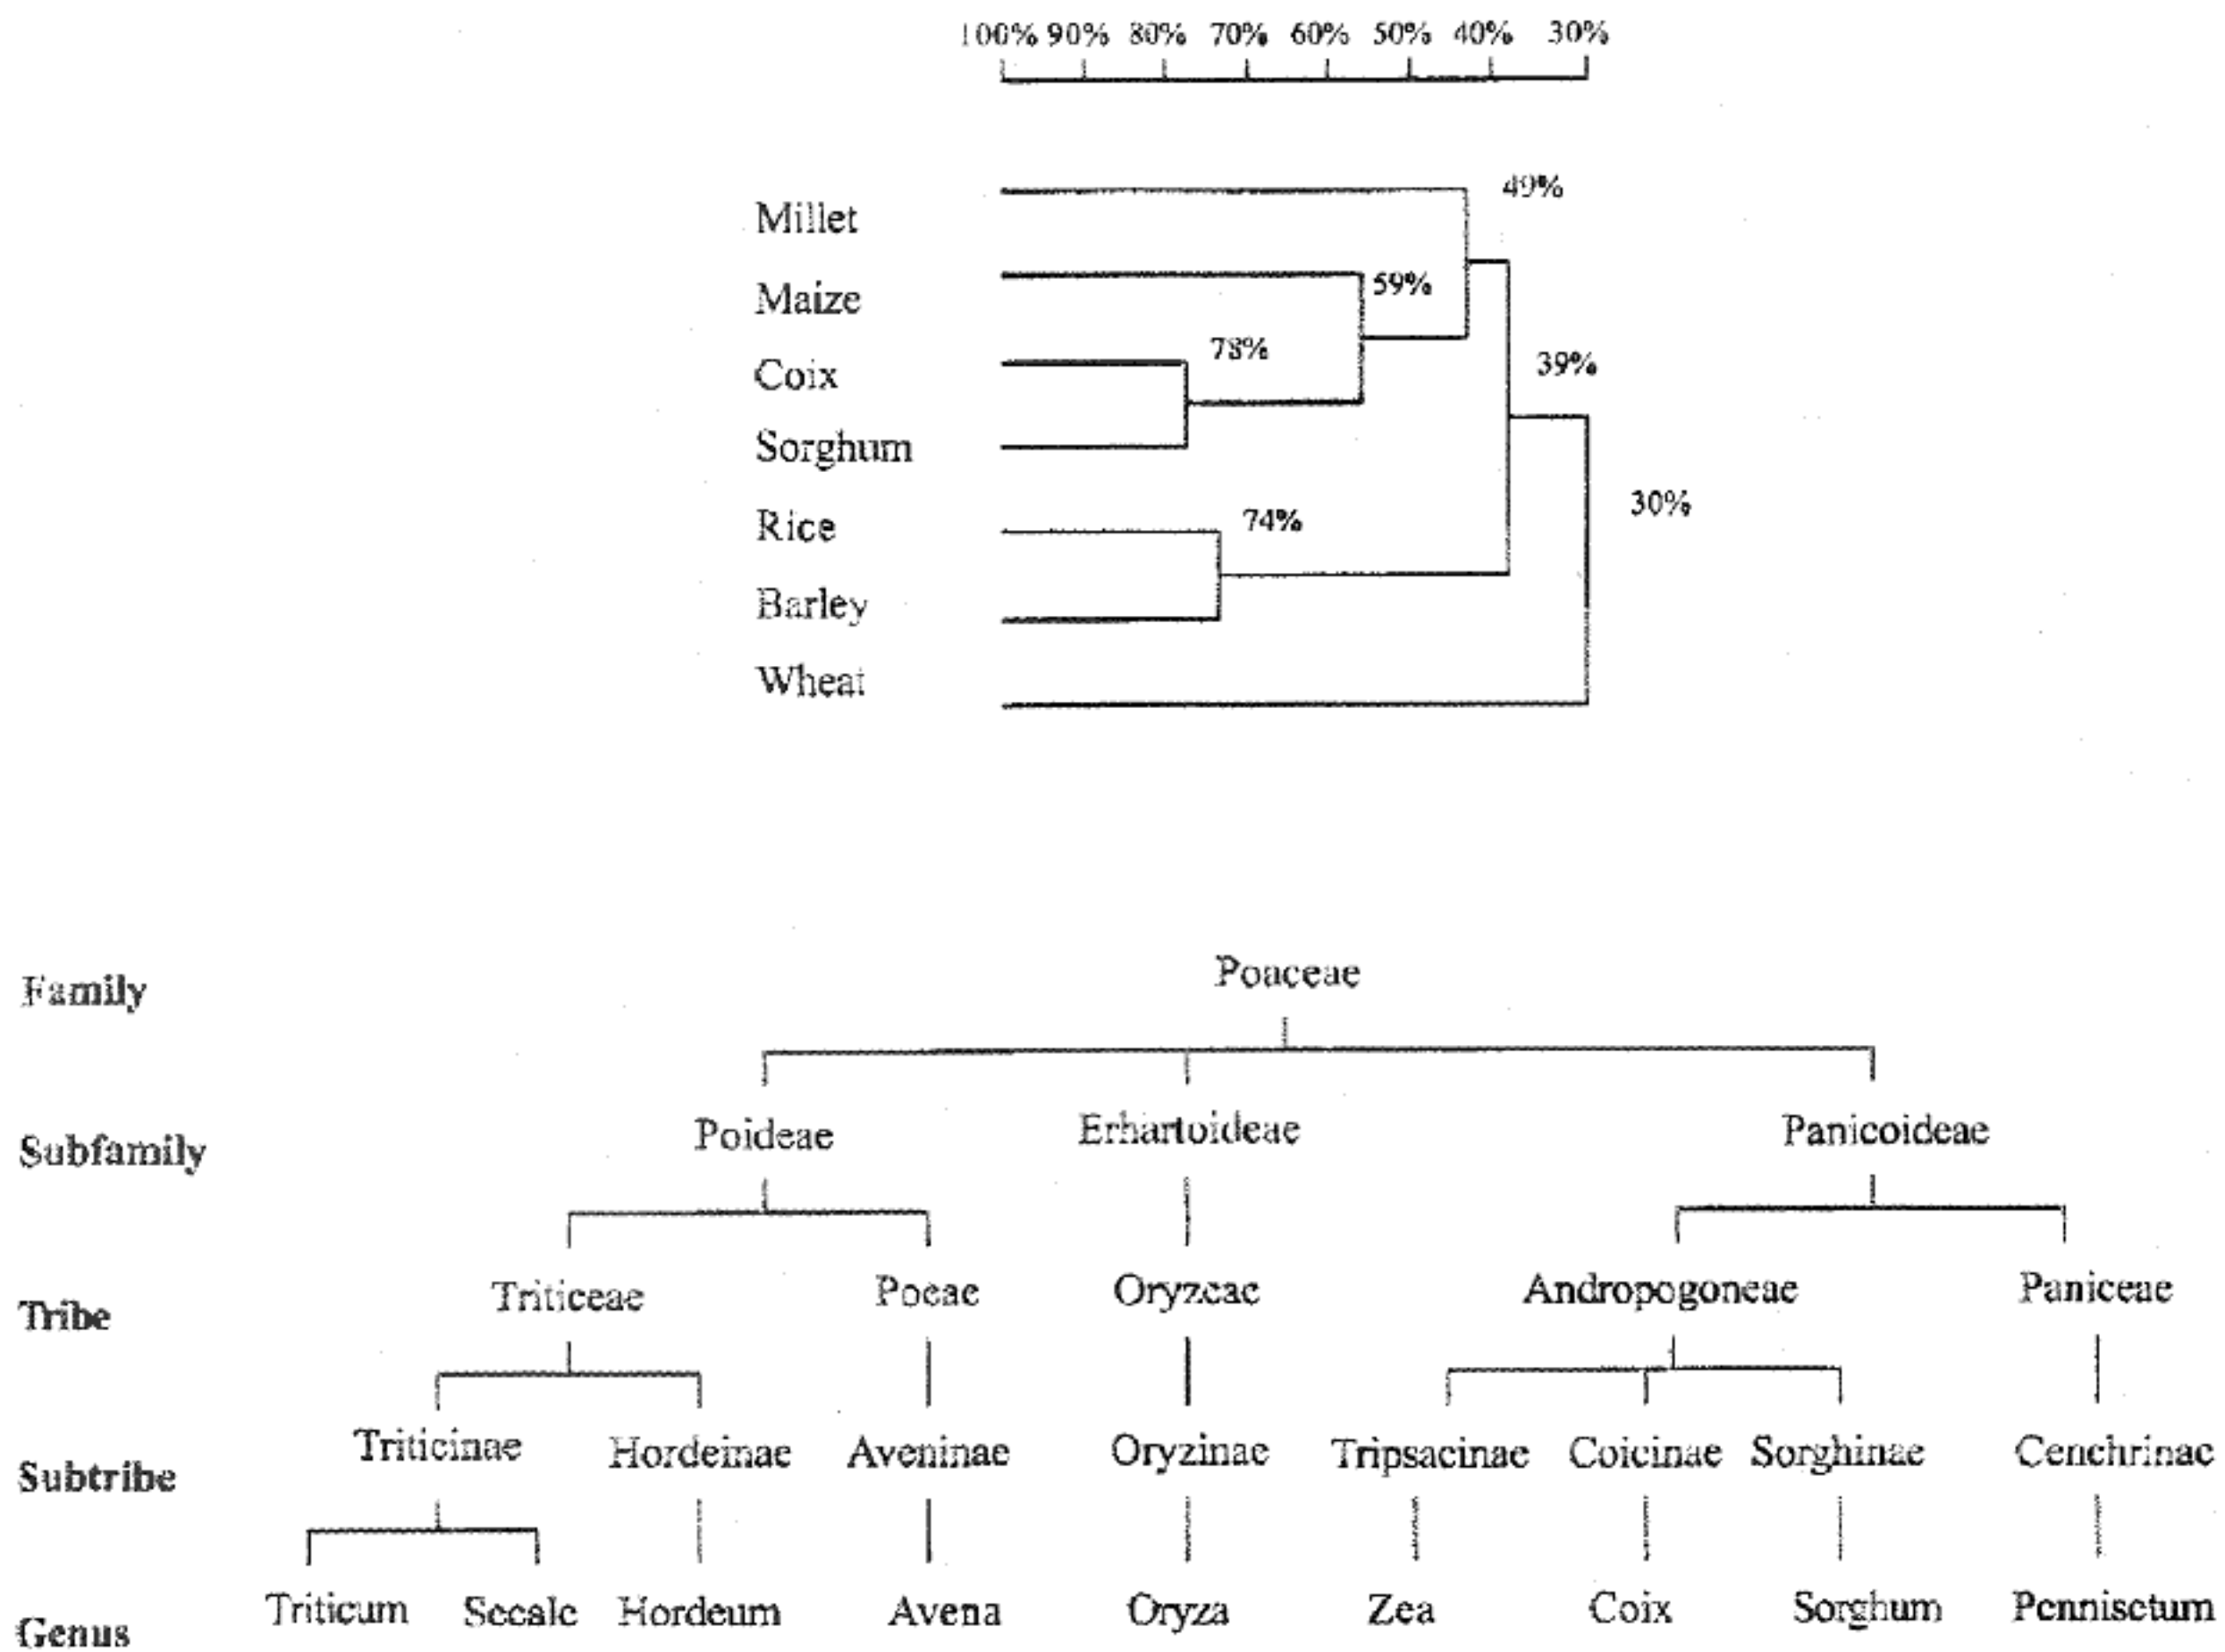 100% 90% 80% 70% 60% 50% 40% 30%
49%
Millet
59%
Maize
78%
39%
Coix
Sorghum
30%
74%
Rice
Barley
Wheat
Poaceae
Family
Poideae Erhartoideae Panicoideae
Subfamily
Triticeae Poeae Oryzeae Andropogoneae Paniceae
Tribe
Triticinae Hordeinae Aveninae Oryzinae Tripsacinae Coicinae Sorghinae Cenchrinae
Subtribe
Triticum Secale Hordeum Avena Oryza Zea Coix Sorghum Pennisetum
Genus